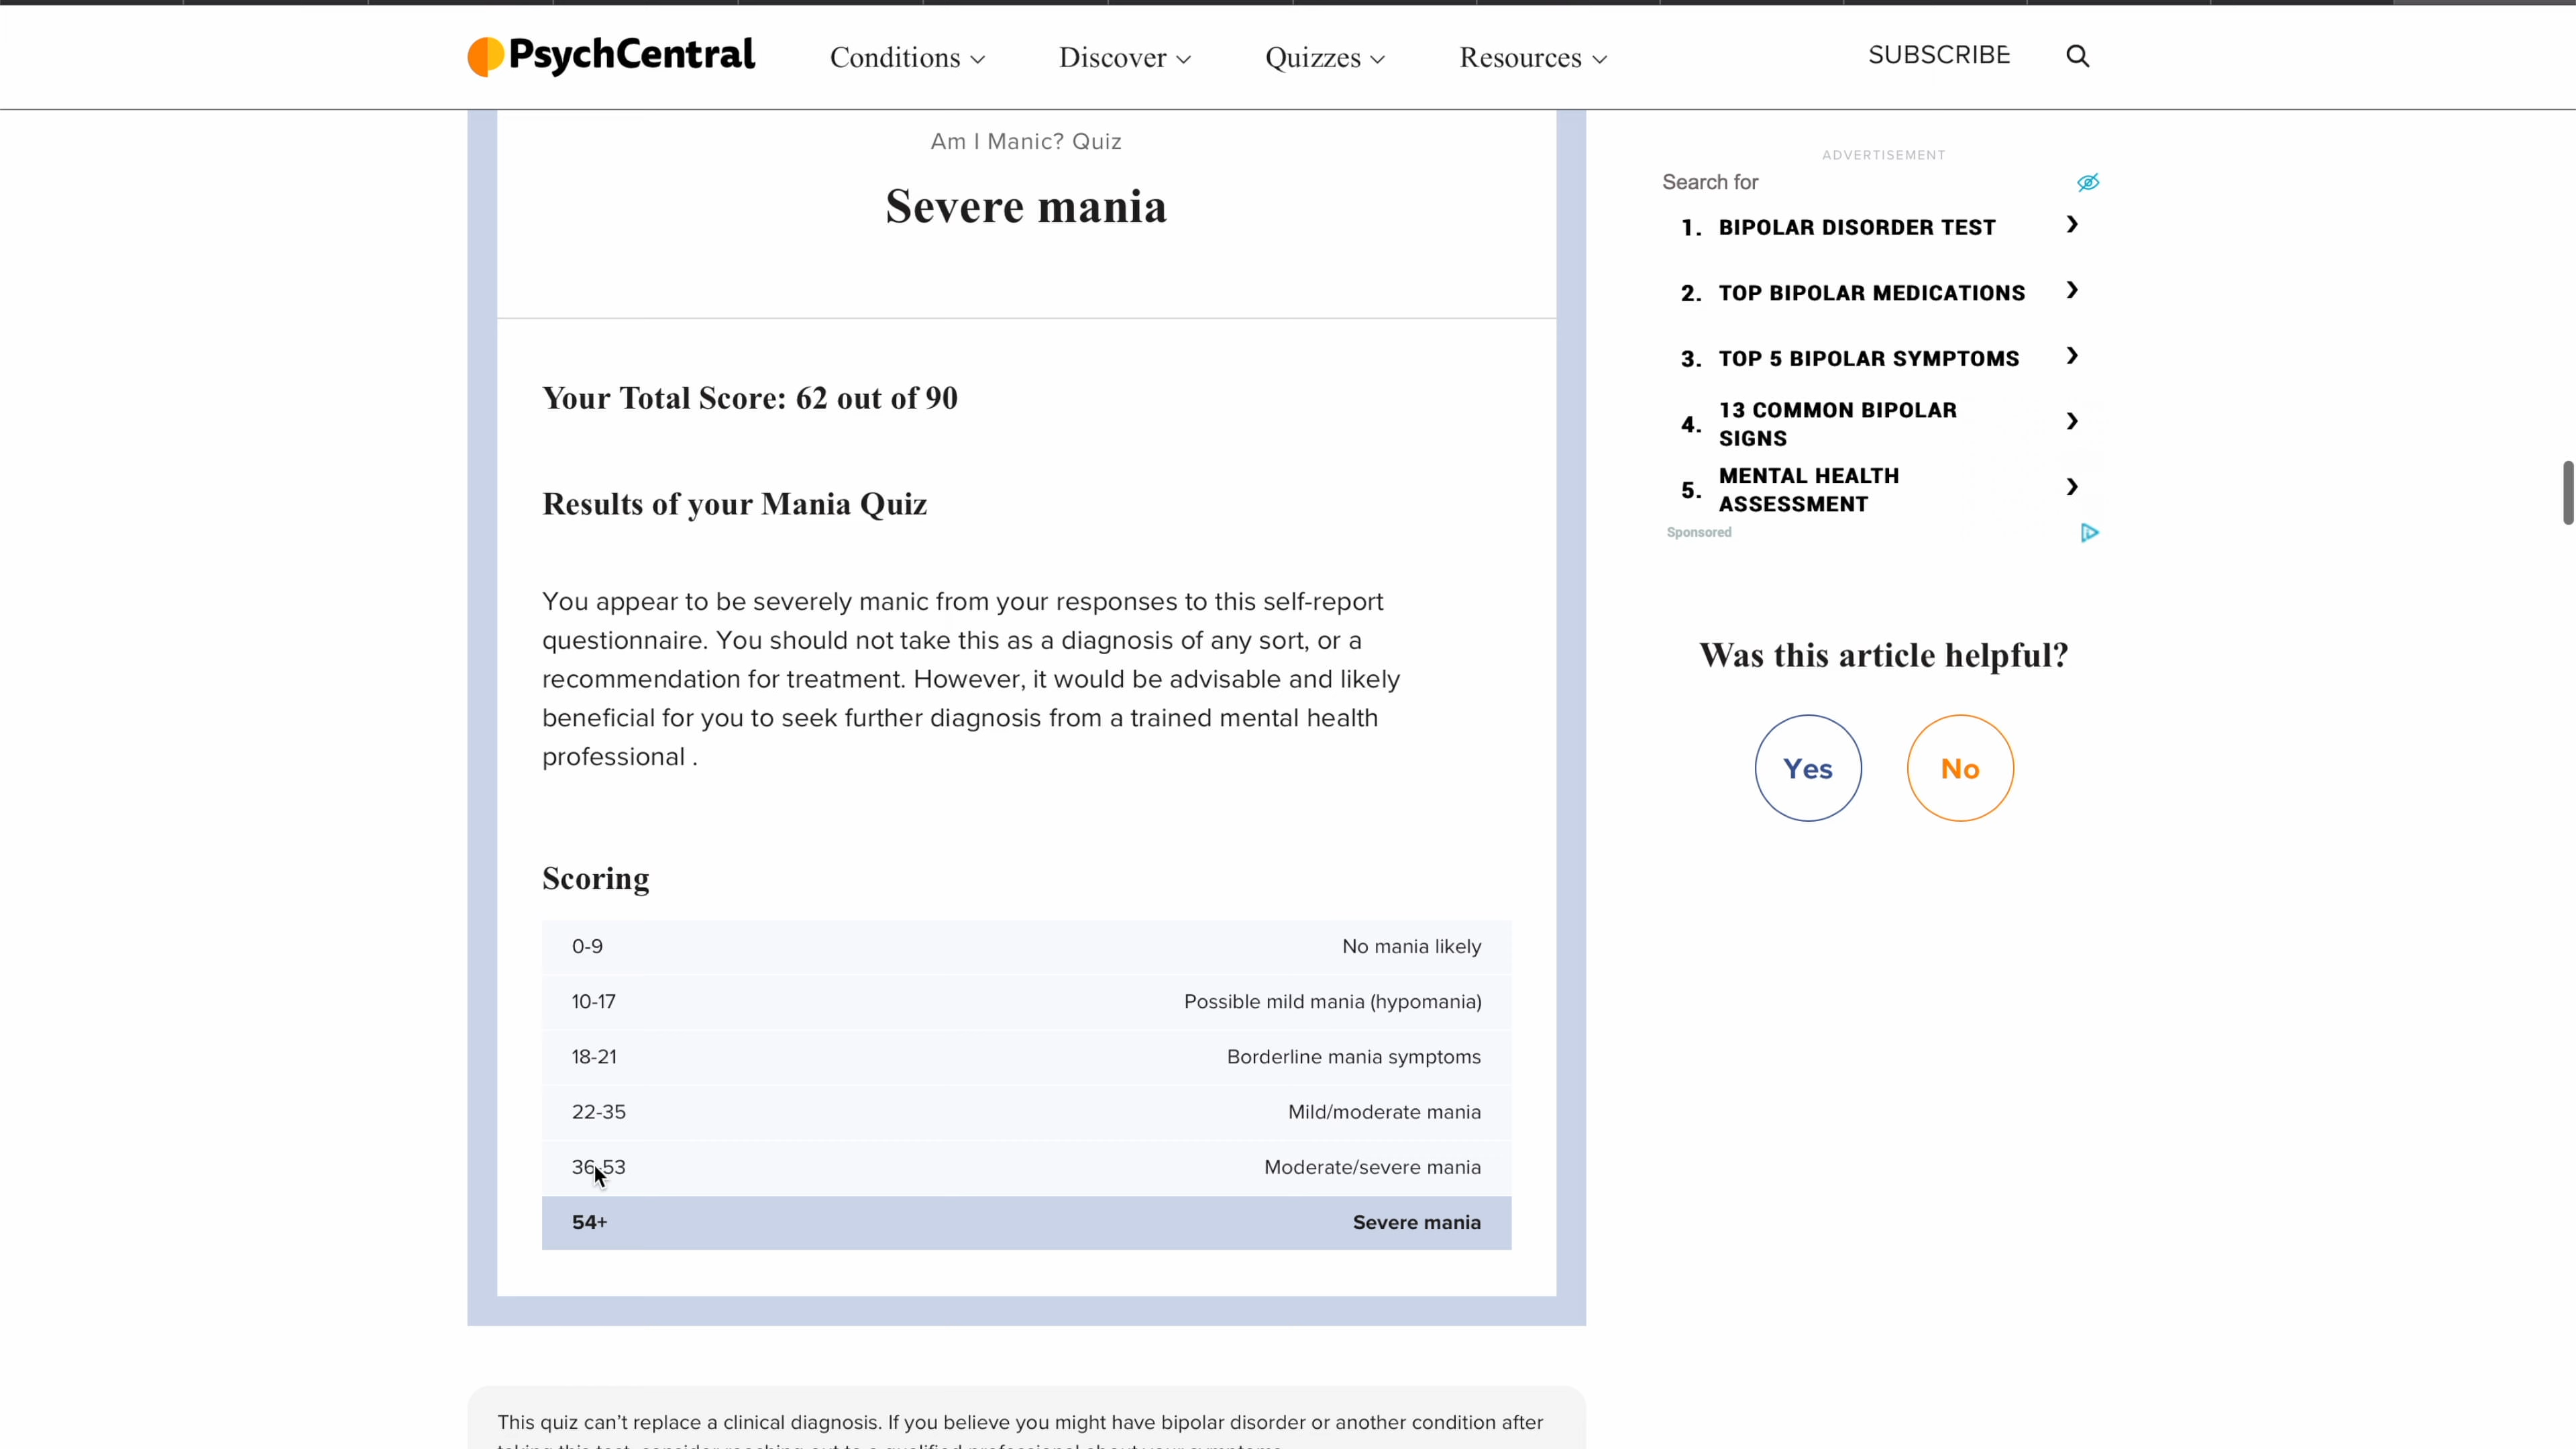 PsychCentral
Conditions
Discover
Quizzes
Resources
SUBSCRIBE
Am I Manic? Quiz
Severe mania
Your Total Score: 62 out of 90
Results of your Mania Quiz
You appear to be severely manic from your responses to this self-report
questionnaire. You should not take this as a diagnosis of any sort, or a
recommendation for treatment. However, it would be advisable and likely
beneficial for you to seek further diagnosis from a trained mental health
professional .
Scoring
0-9 No mania likely
10-17 Possible mild mania (hypomania)
18-21 Borderline mania symptoms
22-35 Mild/moderate mania
36-53 Moderate/severe mania
54+ Severe mania
This quiz can't replace a clinical diagnosis. If you believe you might have bipolar disorder or another condition after
ADVERTISEMENT
Search for
1. BIPOLAR DISORDER TEST
2. TOP BIPOLAR MEDICATIONS
3. TOP 5 BIPOLAR SYMPTOMS
4. 13 COMMON BIPOLAR
SIGNS
5. MENTAL HEALTH
ASSESSMENT
Sponsored
Was this article helpful?
Yes
No